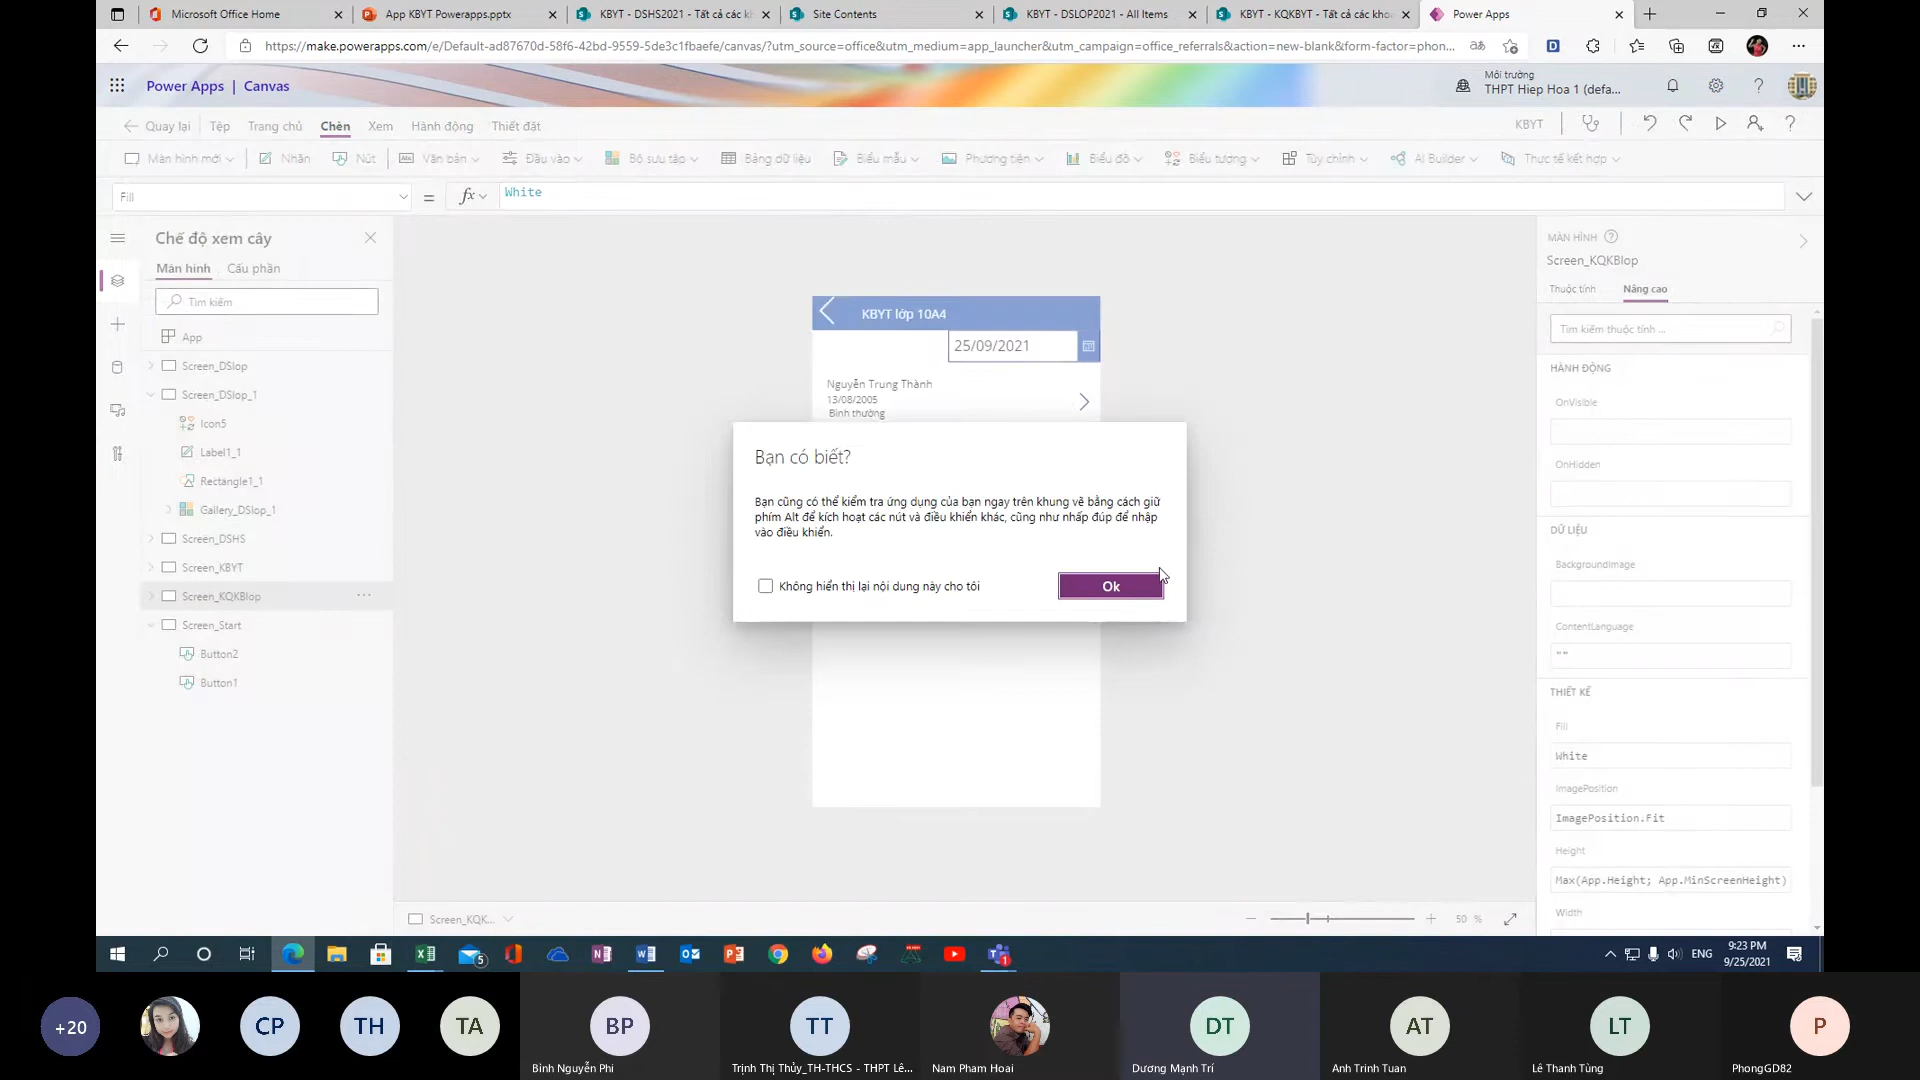 Microsoft Office Home
App KBYT Powerapps.pptx
KBYT - DSHS2021 - Tất cả các kh
Site Contents
KBYT - DSLOP2021 - All Items
KBYT - KQKBYT - Tất cả các kho
Power Apps
https://make.powerapps.com/e/Default-ad87670d-58f6-42bd-9559-5de3c1fbaefe/canvas/?utm_source=office&utm_medium=app_launcher&utm_campaign=office_referrals&action=new-blank&form-factor=phon...
Power Apps | Canvas
Môi trường
THPT Hiep Hoa 1 (defa...
Quay lại
Tệp
Trang chủ
Chèn
Xem
Hành động
Thiết đặt
KBYT
Màn hình mới
Nhãn
Nút
Văn bản
Đầu vào
Bộ sưu tập
Bảng dữ liệu
Biểu mẫu
Phương tiện
Biểu đồ
Biểu tượng
Tùy chỉnh
AI Builder
Thực tế kết hợp
Fill
=
fx
White
Chế độ xem cây
Màn hình
Cấu phần
Tìm kiếm
App
Screen_DSlop
Screen_DSlop_1
Icon5
Label1_1
Rectangle1_1
Gallery_DSlop_1
Screen_DSHS
Screen_KBYT
Screen_KQKBlop
Screen_Start
Button2
Button1
KBYT lớp 10A4
25/09/2021
Nguyễn Trung Thành
13/08/2005
Bình thường
Bạn có biết?
Bạn cũng có thể kiểm tra ứng dụng của bạn ngay trên khung vẽ bằng cách giữ
phím Alt để kích hoạt các nút và điều khiển khác, cũng như nhấp đúp để nhập
vào điều khiển.
Không hiển thị lại nội dung này cho tôi
Ok
MÀN HÌNH
Screen_KQKBlop
Thuộc tính
Nâng cao
Tìm kiếm thuộc tính ...
HÀNH ĐỘNG
OnVisible
OnHidden
DỮ LIỆU
BackgroundImage
ContentLanguage
""
THIẾT KẾ
Fill
White
ImagePosition
ImagePosition.Fit
Height
Max(App.Height; App.MinScreenHeight)
Width
Screen_KQK...
50 %
5
1
ENG
9:23 PM
9/25/2021
+20
CP
TH
TA
BP
Bình Nguyễn Phi
TT
Trịnh Thị Thủy_TH-THCS - THPT Lê...
Nam Pham Hoai
DT
Dương Mạnh Trí
AT
Anh Trinh Tuan
LT
Lê Thanh Tùng
P
PhongGD82